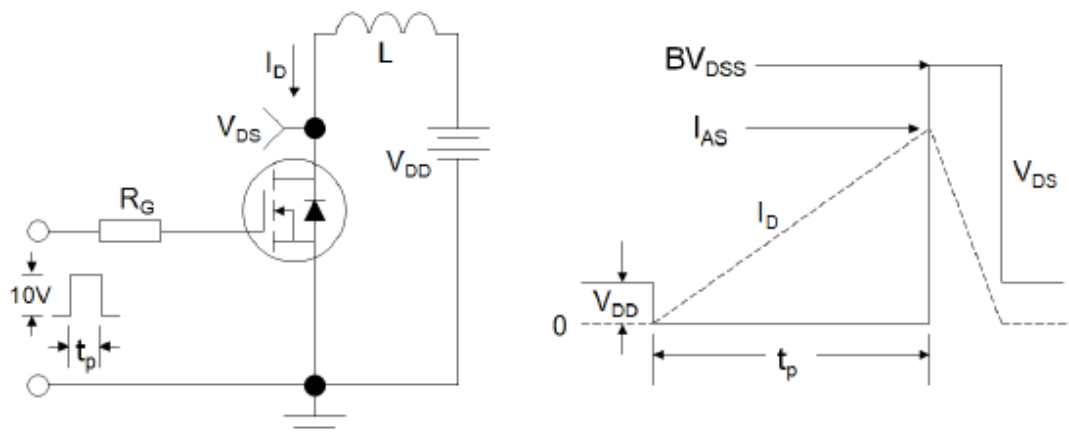 L
I_D
V_DS
V_DD
R_G
10V
t_p
BV_DSS
I_AS
V_DS
I_D
V_DD
0
t_p